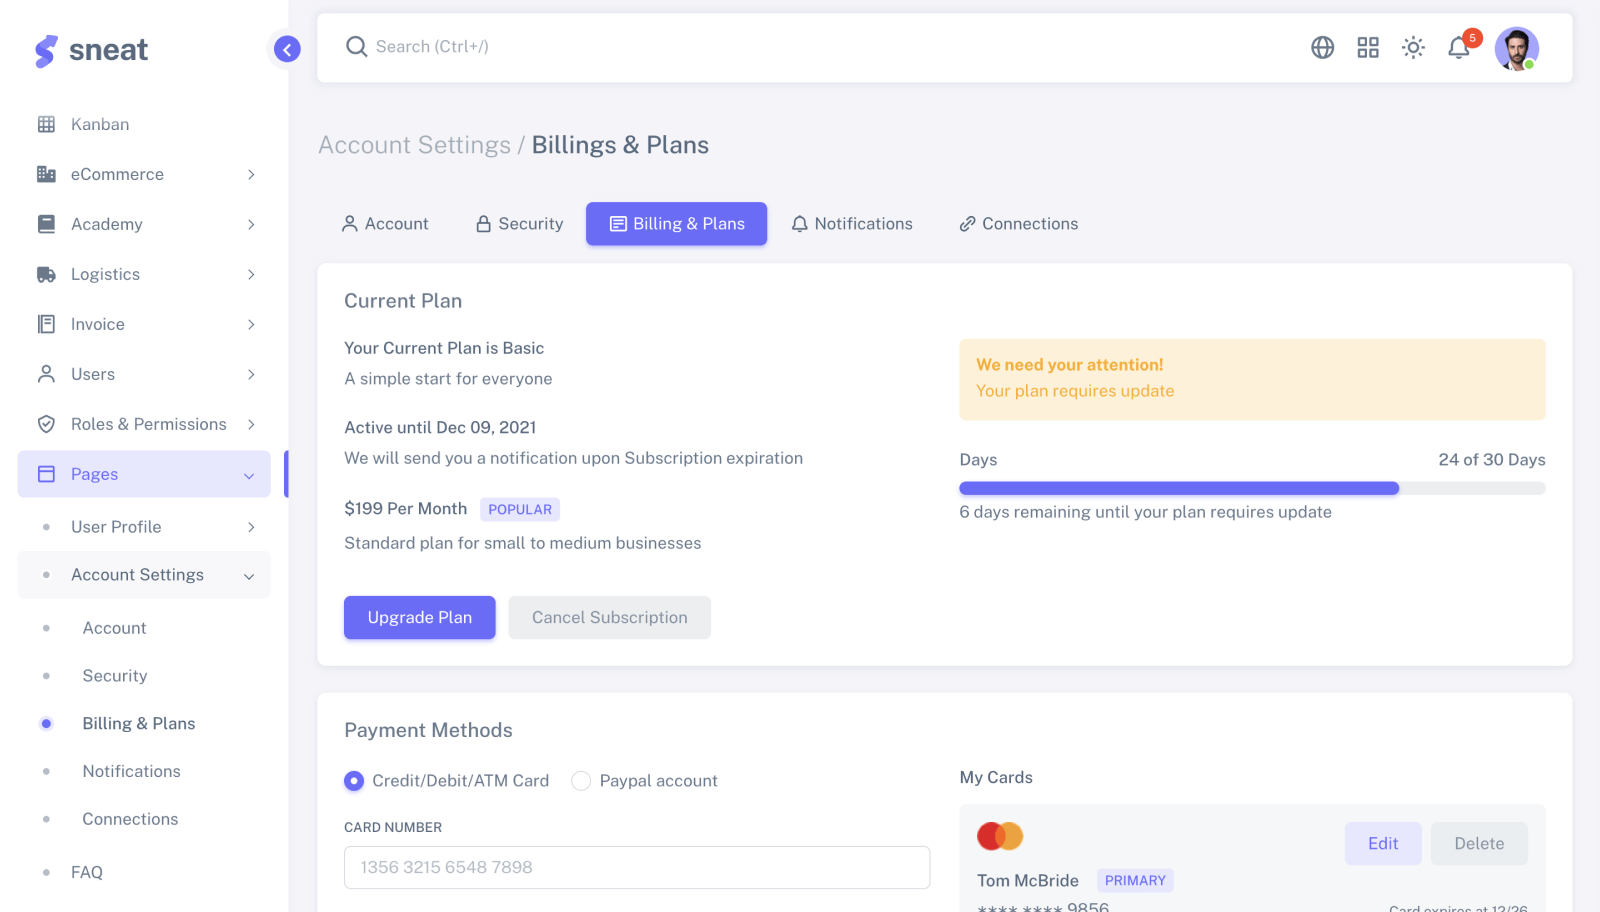 sneat
Search (Ctrl+/)
5
Kanban
eCommerce
Academy
Logistics
Invoice
Users
Roles & Permissions
Pages
User Profile
Account Settings
Account
Security
Billing & Plans
Notifications
Connections
FAQ
Account Settings / Billings & Plans
Account
Security
Billing & Plans
Notifications
Connections
Current Plan
Your Current Plan is Basic
A simple start for everyone
Active until Dec 09, 2021
We will send you a notification upon Subscription expiration
$199 Per Month POPULAR
Standard plan for small to medium businesses
Upgrade Plan
Cancel Subscription
We need your attention!
Your plan requires update
Days
24 of 30 Days
6 days remaining until your plan requires update
Payment Methods
Credit/Debit/ATM Card
Paypal account
CARD NUMBER
1356 3215 6548 7898
My Cards
Edit
Delete
Tom McBride PRIMARY
**** **** 9856
Card expires at 12/26